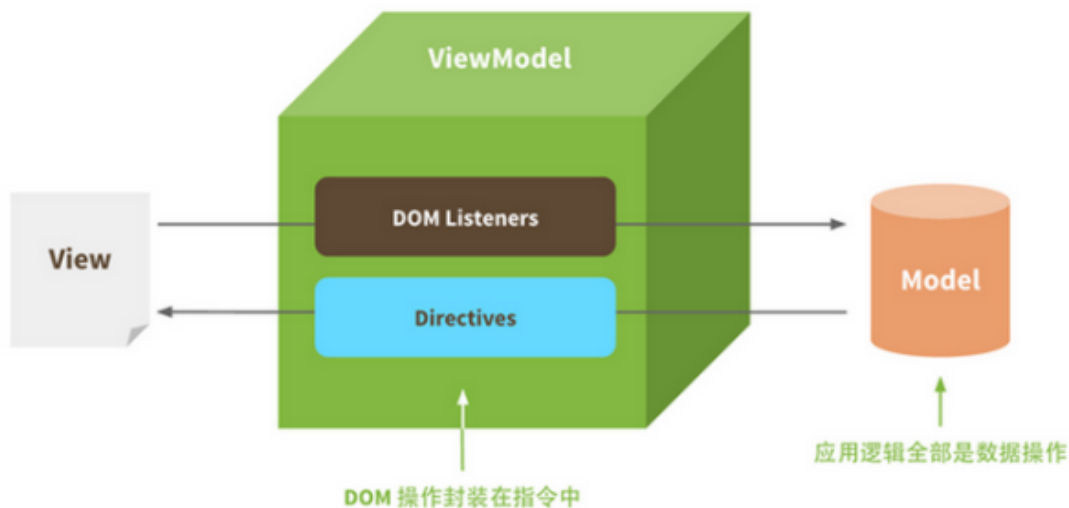 ViewModel
DOM Listeners
View
Model
Directives
应用逻辑全部是数据操作
DOM 操作封装在指令中